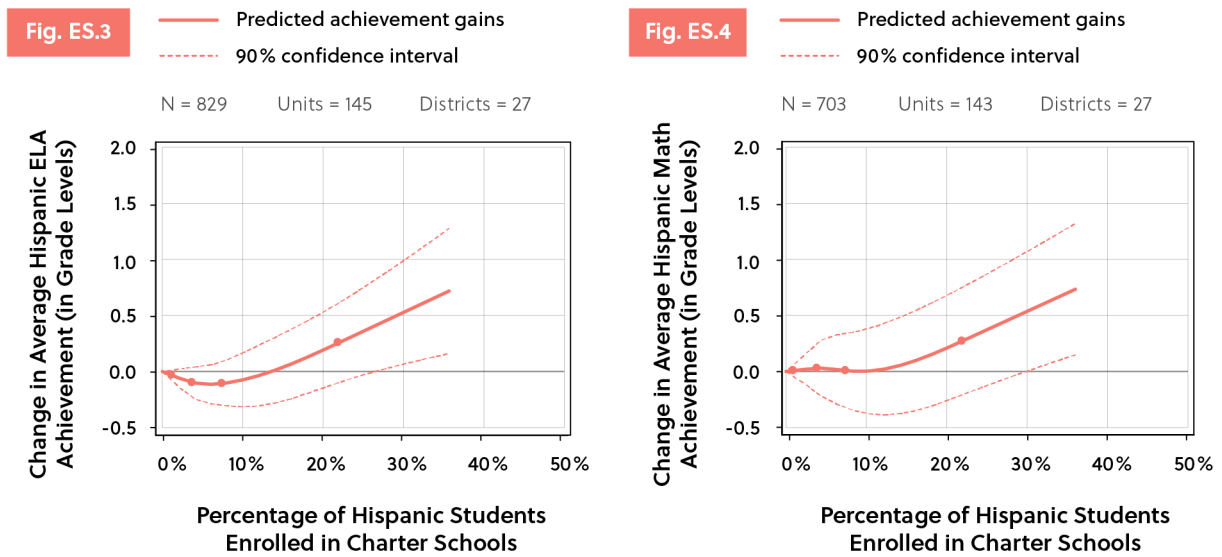 Fig. ES.3
Predicted achievement gains
90% confidence interval
N = 829 Units = 145 Districts = 27
Change in Average Hispanic ELA
Achievement (in Grade Levels)
2.0
1.5
1.0
0.5
0.0
-0.5
0% 10% 20% 30% 40% 50%
Percentage of Hispanic Students
Enrolled in Charter Schools
Fig. ES.4
Predicted achievement gains
90% confidence interval
N = 703 Units = 143 Districts = 27
Change in Average Hispanic Math
Achievement (in Grade Levels)
2.0
1.5
1.0
0.5
0.0
-0.5
0% 10% 20% 30% 40% 50%
Percentage of Hispanic Students
Enrolled in Charter Schools